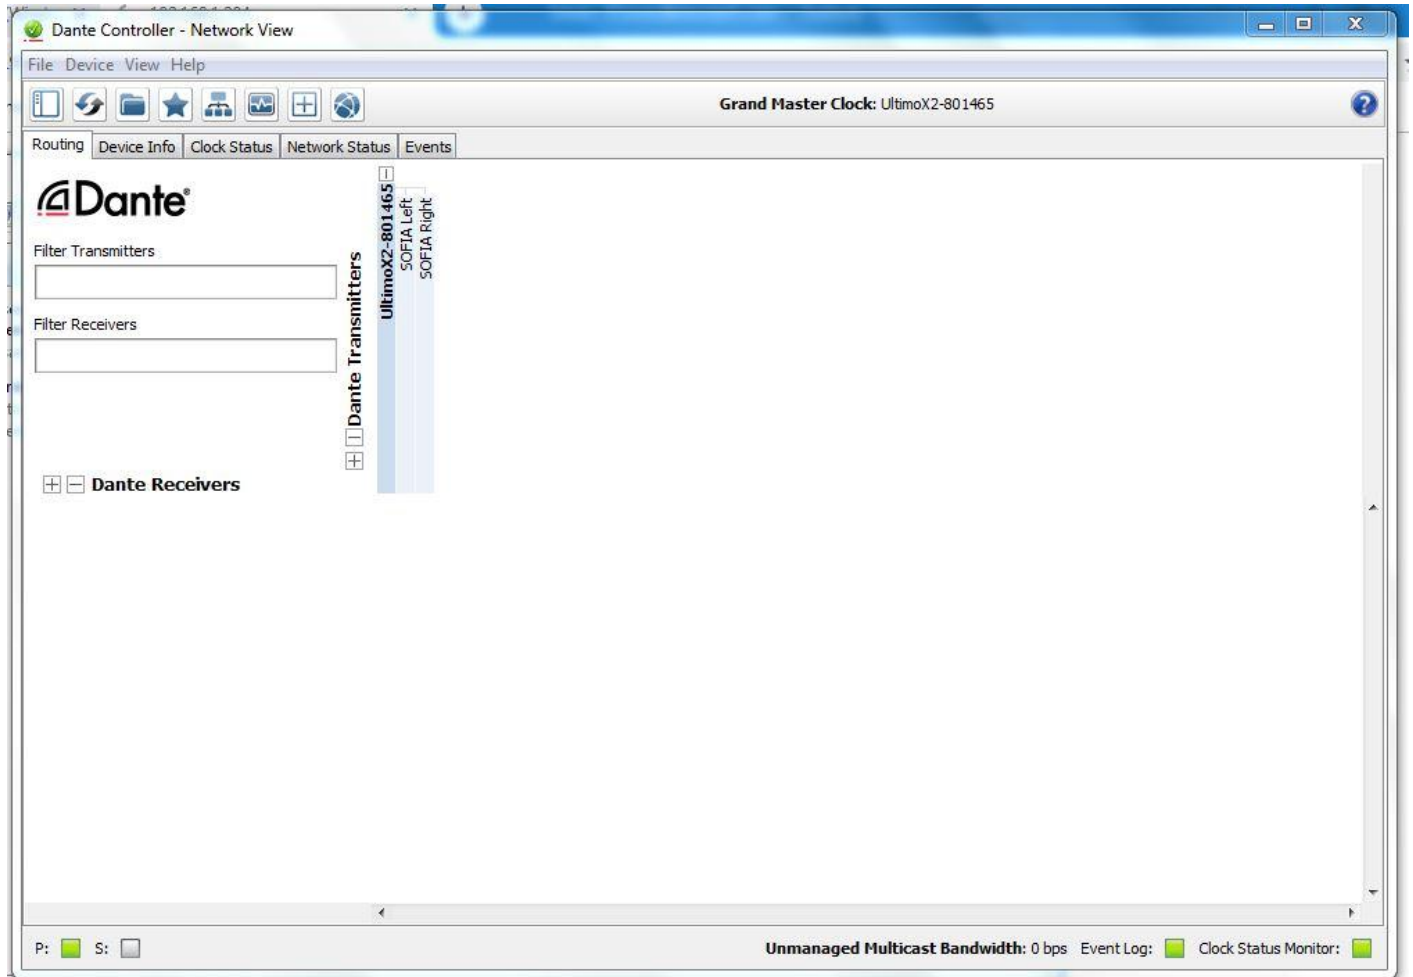 Dante Controller - Network View
File Device View Help
Grand Master Clock: UltimoX2-801465
Routing Device Info Clock Status Network Status Events
Dante®
Filter Transmitters
Filter Receivers
Dante Transmitters
UltimoX2-801465
SOFIA Left
SOFIA Right
Dante Receivers
P: S: Unmanaged Multicast Bandwidth: 0 bps Event Log: Clock Status Monitor: